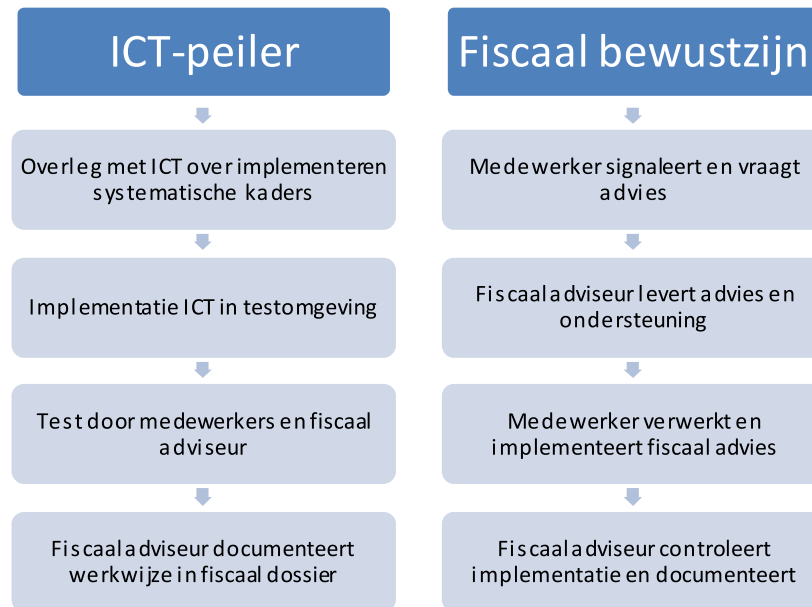 ICT-peiler
Overleg met ICT over implementeren
systematische kaders
Implementatie ICT in testomgeving
Test door medewerkers en fiscaal
adviseur
Fiscaal adviseur documenteert
werkwijze in fiscaal dossier
Fiscaal bewustzijn
Medewerker signaleert en vraagt
advies
Fiscaal adviseur levert advies en
ondersteuning
Medewerker verwerkt en
implementeert fiscaal advies
Fiscaal adviseur controleert
implementatie en documenteert